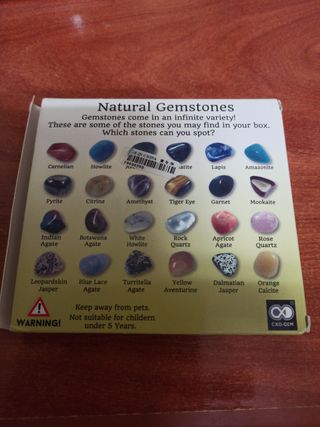 Natural Gemstones
Gemstones come in an infinite variety!
These are some of the stones you may find in your box.
Which stones can you spot?
Carnelian Howlite Lapis Amazonite
Pyrite Citrine Amethyst Tiger Eye Garnet Mookaite
Indian Agate Botswana Agate White Howlite Rock Quartz Apricot Agate Rose Quartz
Leopardskin Jasper Blue Lace Agate Turritella Agate Yellow Aventurine Dalmatian Jasper Orange Calcite
WARNING!
Keep away from pets.
Not suitable for childern
under 5 Years.
CXD-GEM